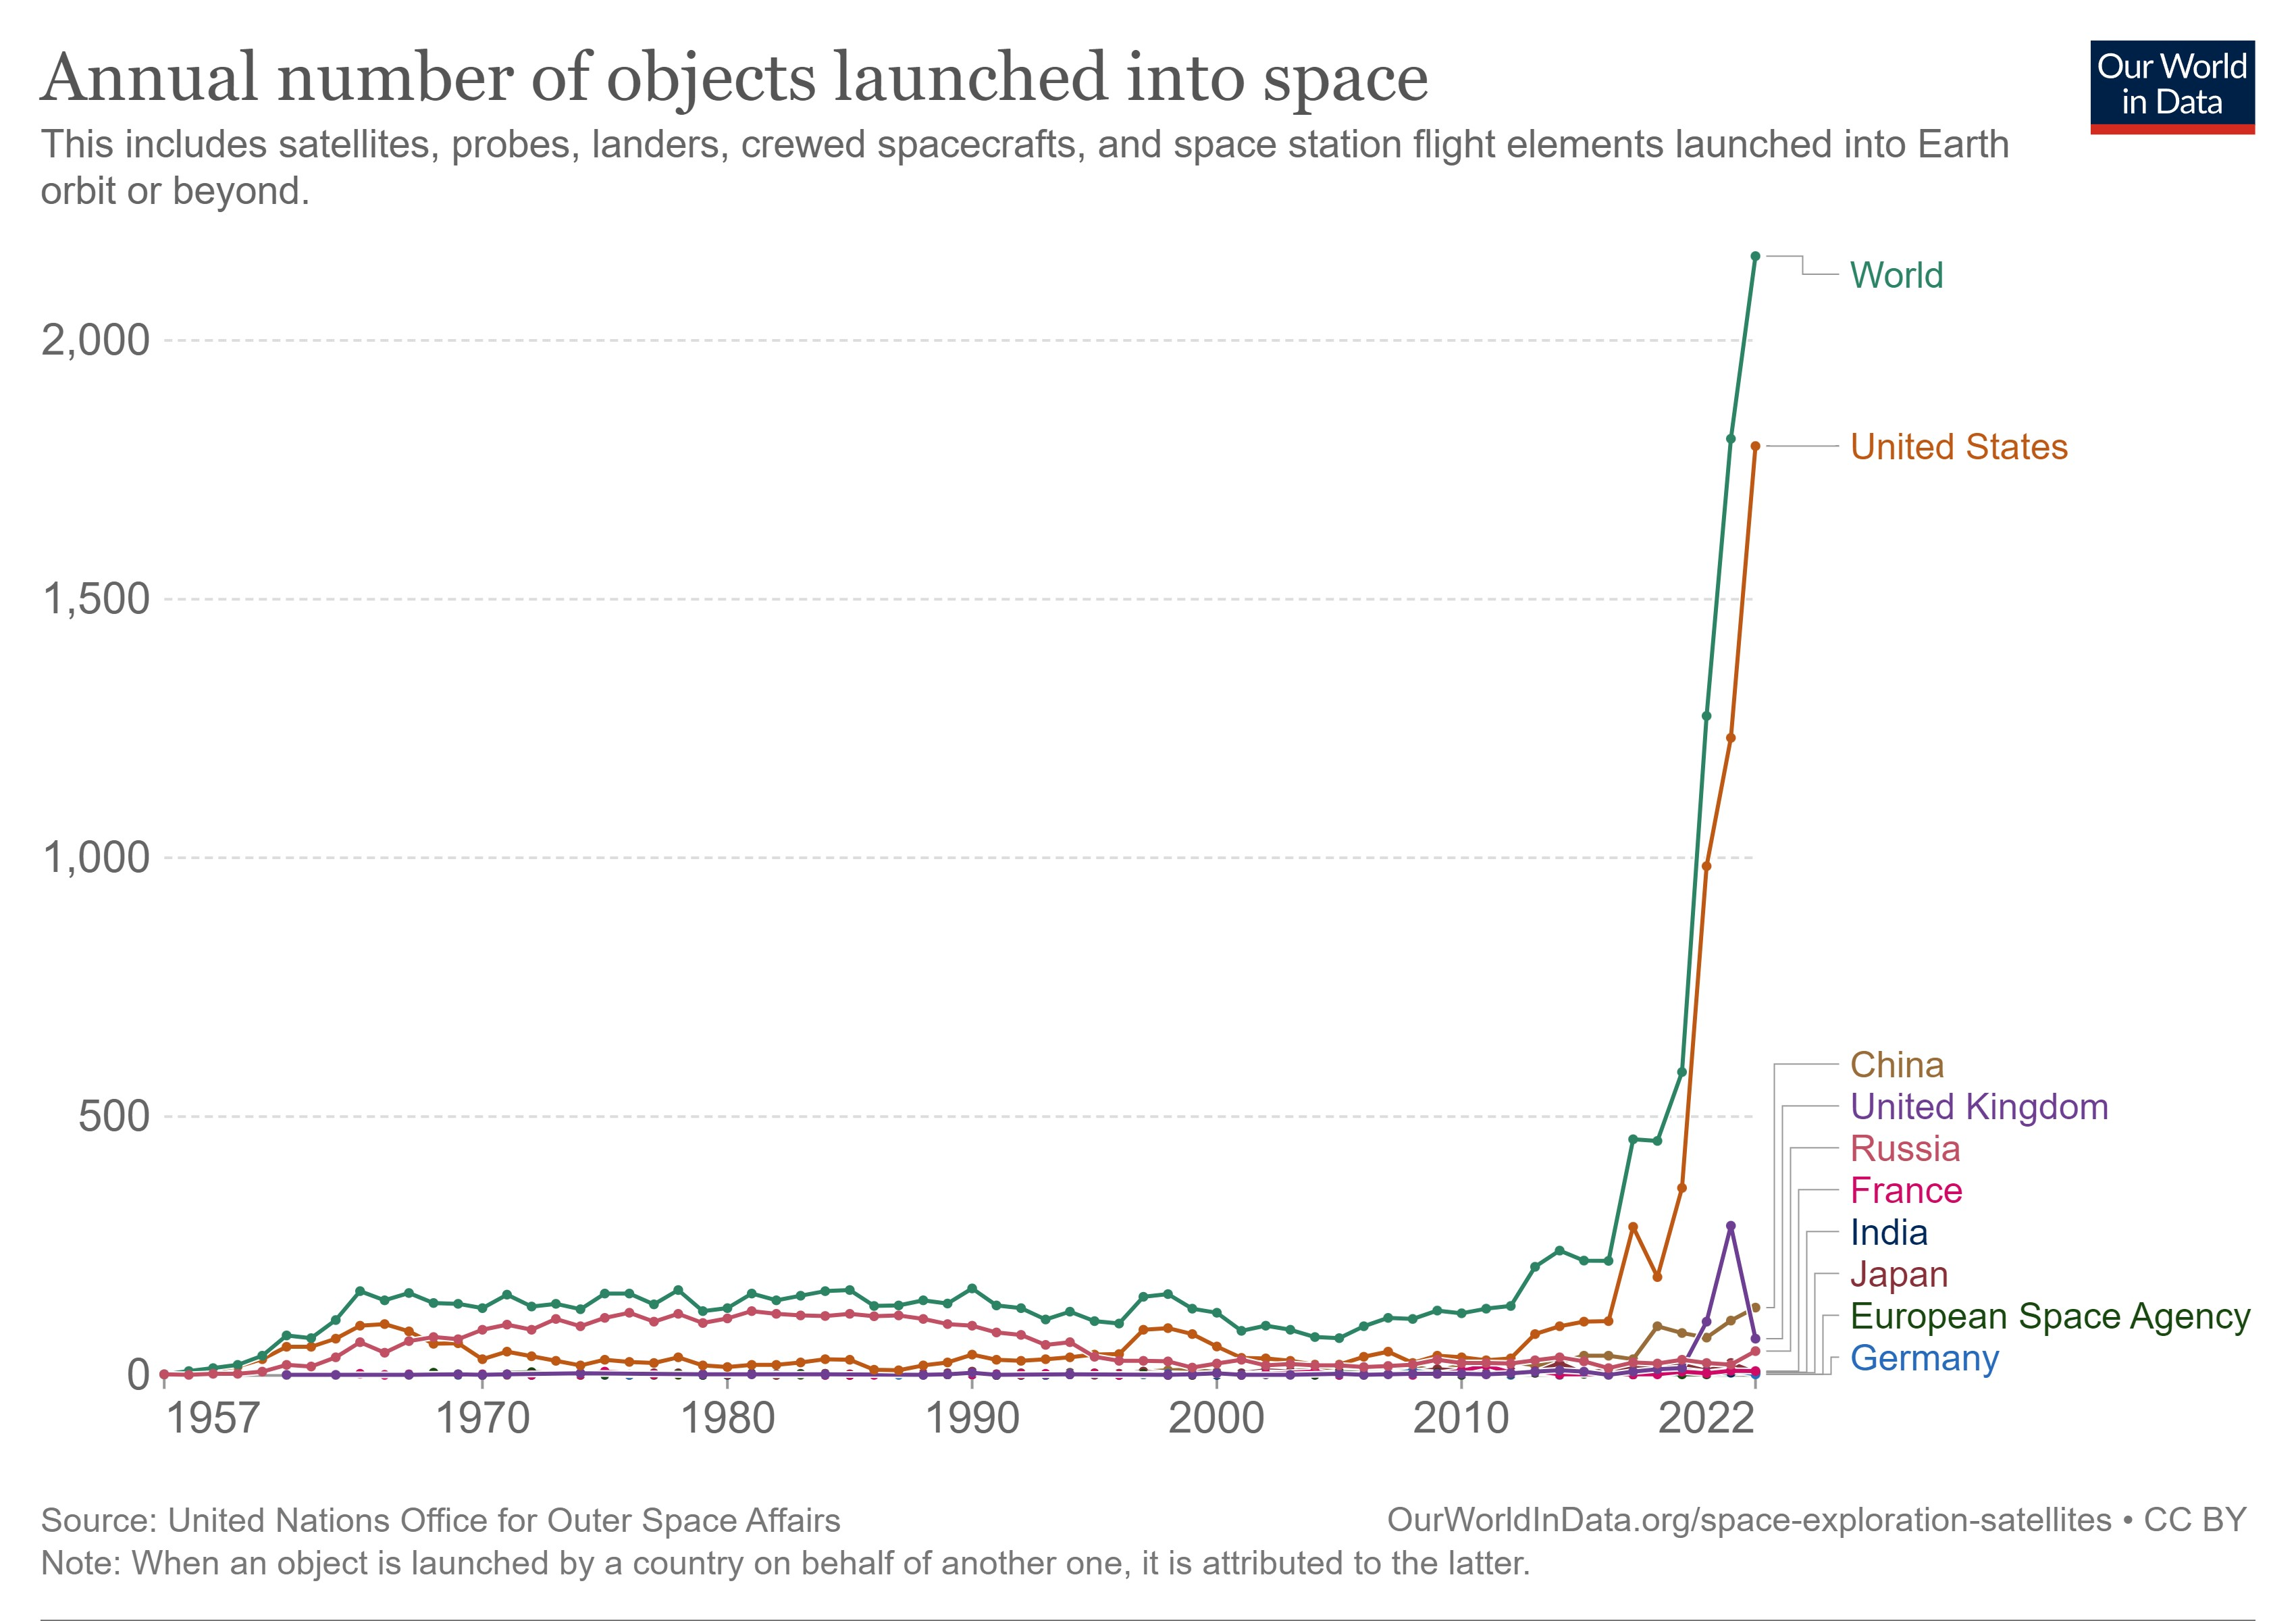 Annual number of objects launched into space
Our World
in Data
This includes satellites, probes, landers, crewed spacecrafts, and space station flight elements launched into Earth
orbit or beyond.
World
2,000
United States
1,500
1,000
China
United Kingdom
500
Russia
France
India
Japan
European Space Agency
Germany
0
1957
1970
1980
1990
2000
2010
2022
Source: United Nations Office for Outer Space Affairs
OurWorldInData.org/space-exploration-satellites • CC BY
Note: When an object is launched by a country on behalf of another one, it is attributed to the latter.